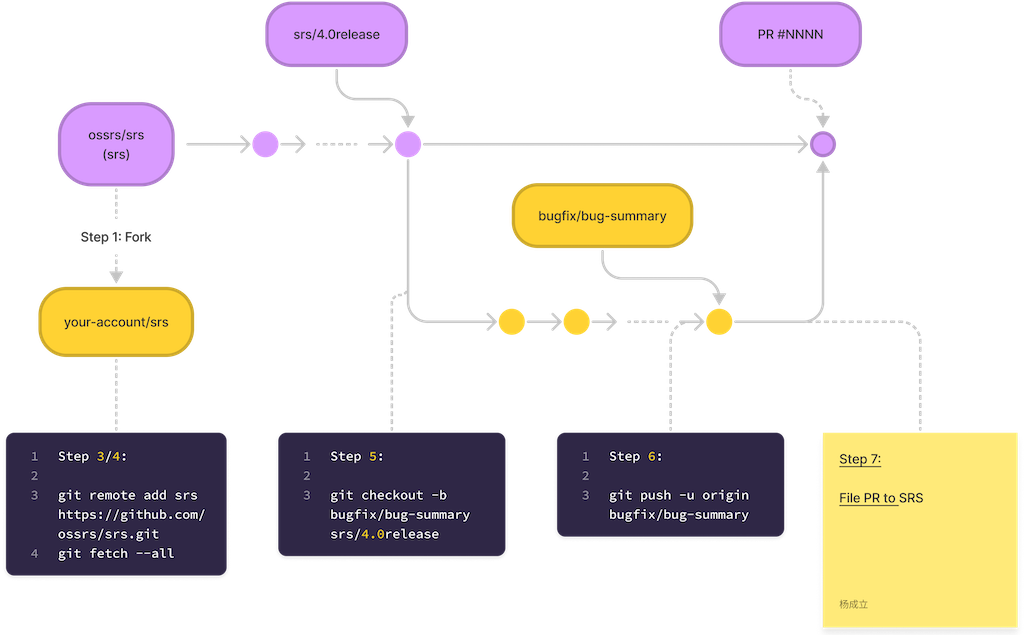 srs/4.0release
PR #NNNN
ossrs/srs
(srs)
bugfix/bug-summary
Step 1: Fork
your-account/srs
1 Step 3/4:
2
3 git remote add srs
https://github.com/
ossrs/srs.git
4 git fetch --all
1 Step 5:
2
3 git checkout -b
bugfix/bug-summary
srs/4.0release
1 Step 6:
2
3 git push -u origin
bugfix/bug-summary
Step 7:
File PR to SRS
杨成立